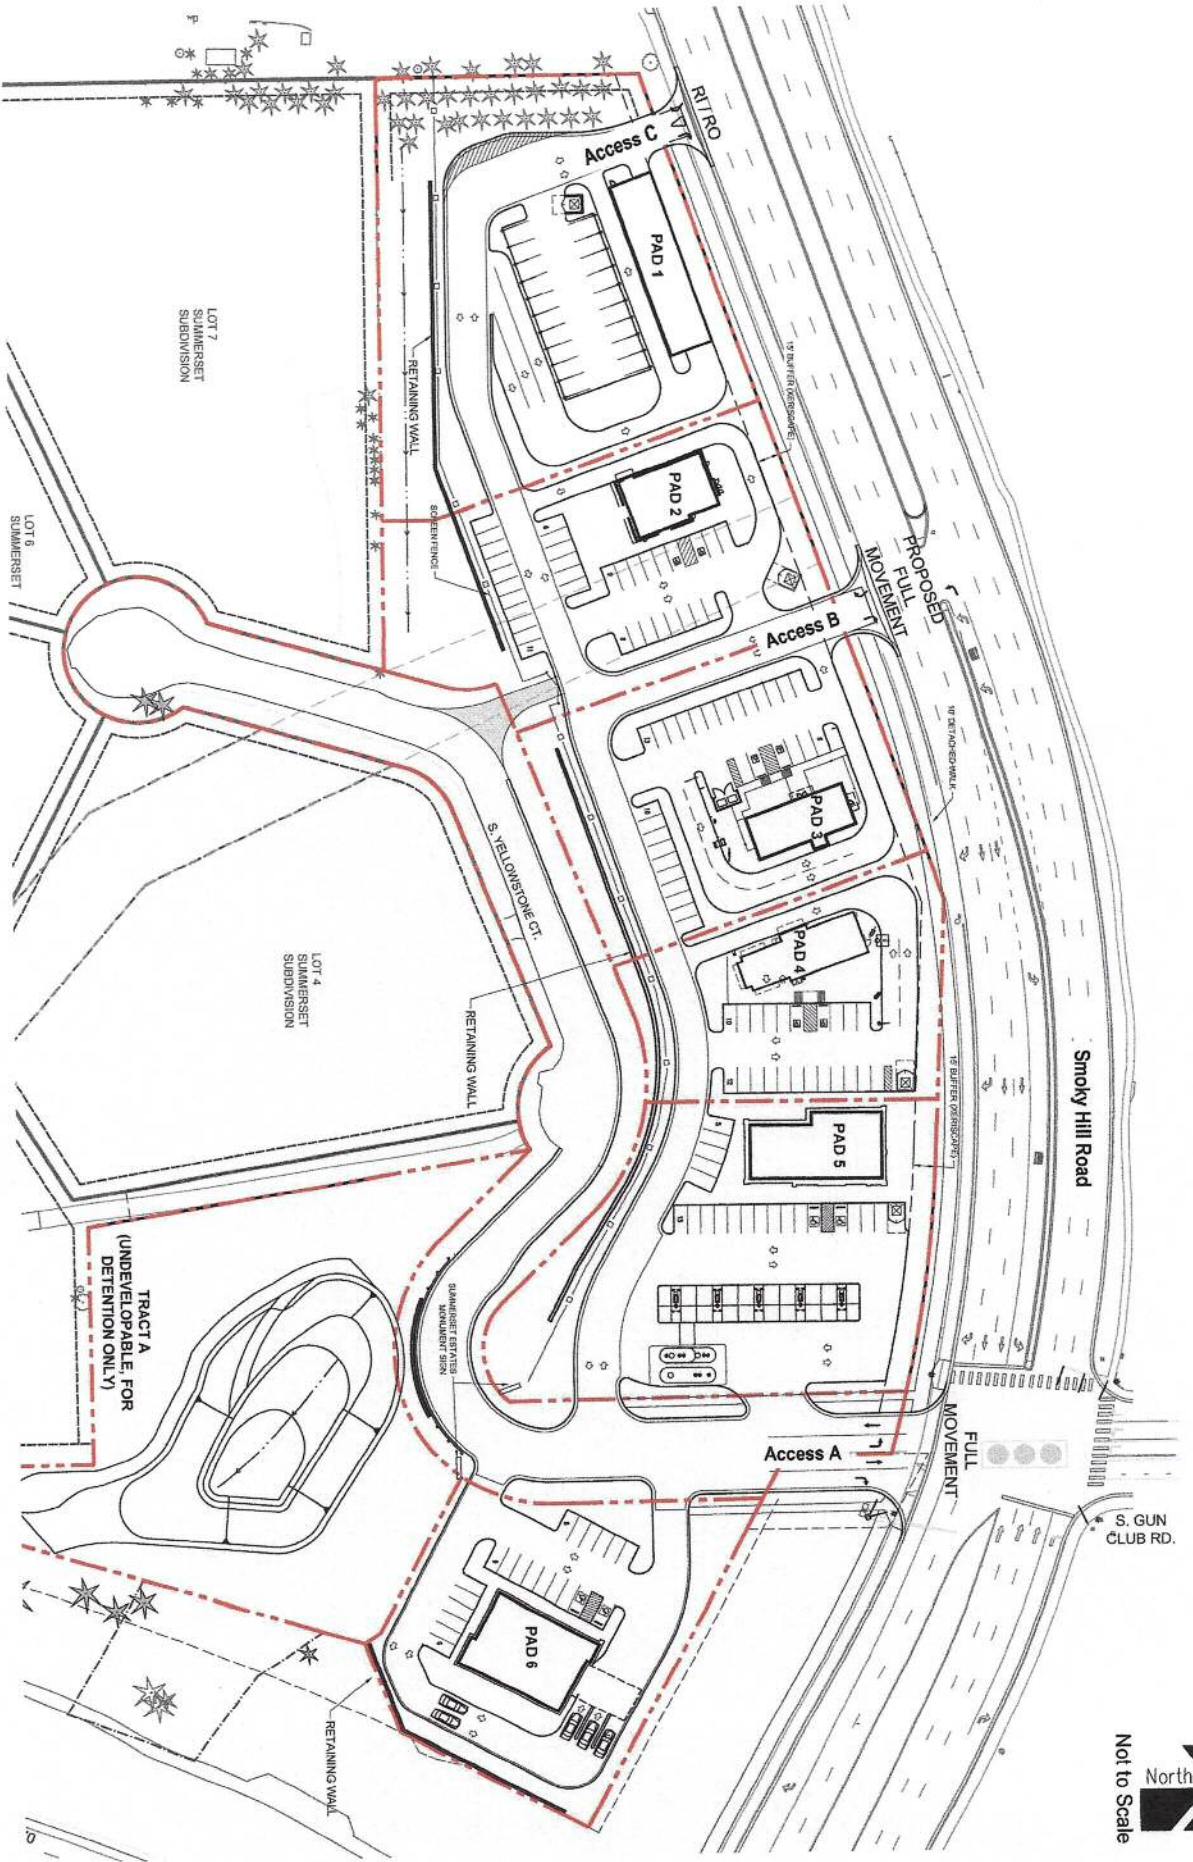 RI'RO
Access C
PAD 1
15' BUFFER (XERISCAPE)
LOT 7
SUMMERSET
SUBDIVISION
RETAINING WALL
PAD 2
SCREEN FENCE
LOT 6
SUMMERSET
PROPOSED
FULL
MOVEMENT
Access B
10' DETACHED WALK
PAD 3
S. YELLOWSTONE CT.
PAD 4
LOT 4
SUMMERSET
SUBDIVISION
RETAINING WALL
15' BUFFER (XERISCAPE)
Smoky Hill Road
PAD 5
TRACT A
(UNDEVELOPABLE, FOR
DETENTION ONLY)
SUMMERSET ESTATES
MONUMENT SIGN
Access A
FULL
MOVEMENT
S. GUN
CLUB RD.
PAD 6
RETAINING WALL
North
Not to Scale